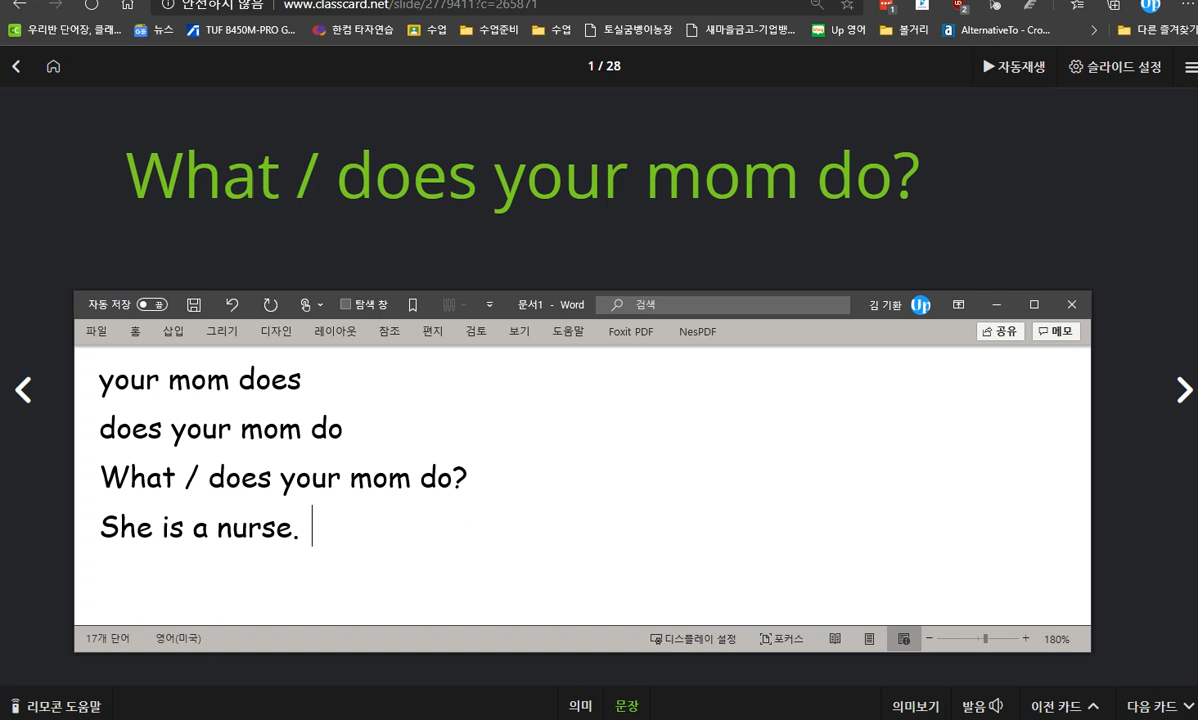 안전하지 않음 www.classcard.net/slide/2779411?c=265871
우리반 단어장, 클래... 뉴스 TUF B450M-PRO G... 한컴 타자연습 수업 수업준비 수업 토실굼벵이농장 새마을금고-기업뱅... Up 영어 볼거리 AlternativeTo - Cro... 다른 즐겨찾기
1 / 28 자동재생 슬라이드 설정
What / does your mom do?
자동 저장 끔 탐색 창 문서1 - Word 검색 김 기환 Up
파일 홈 삽입 그리기 디자인 레이아웃 참조 편지 검토 보기 도움말 Foxit PDF NesPDF 공유 메모
your mom does
does your mom do
What / does your mom do?
She is a nurse.
17개 단어 영어(미국) 디스플레이 설정 포커스 180%
리모콘 도움말 의미 문장 의미보기 발음 이전 카드 다음 카드